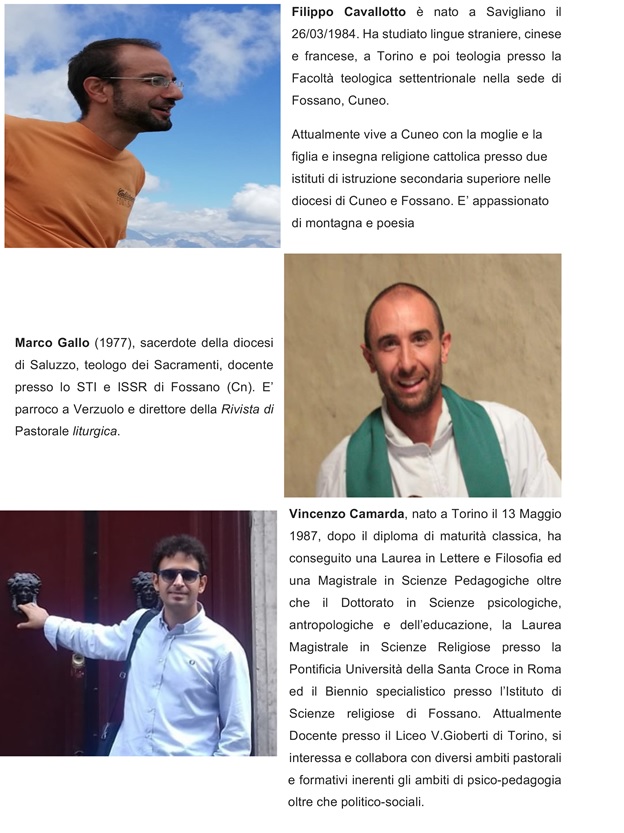 Filippo Cavallotto è nato a Savigliano il
26/03/1984. Ha studiato lingue straniere, cinese
e francese, a Torino e poi teologia presso la
Facoltà teologica settentrionale nella sede di
Fossano, Cuneo.
Attualmente vive a Cuneo con la moglie e la
figlia e insegna religione cattolica presso due
istituti di istruzione secondaria superiore nelle
diocesi di Cuneo e Fossano. E’ appassionato
di montagna e poesia
Marco Gallo (1977), sacerdote della diocesi
di Saluzzo, teologo dei Sacramenti, docente
presso lo STI e ISSR di Fossano (Cn). E’
parroco a Verzuolo e direttore della Rivista di
Pastorale liturgica.
Vincenzo Camarda, nato a Torino il 13 Maggio
1987, dopo il diploma di maturità classica, ha
conseguito una Laurea in Lettere e Filosofia ed
una Magistrale in Scienze Pedagogiche oltre
che il Dottorato in Scienze psicologiche,
antropologiche e dell’educazione, la Laurea
Magistrale in Scienze Religiose presso la
Pontificia Università della Santa Croce in Roma
ed il Biennio specialistico presso l’Istituto di
Scienze religiose di Fossano. Attualmente
Docente presso il Liceo V.Gioberti di Torino, si
interessa e collabora con diversi ambiti pastorali
e formativi inerenti gli ambiti di psico-pedagogia
oltre che politico-sociali.